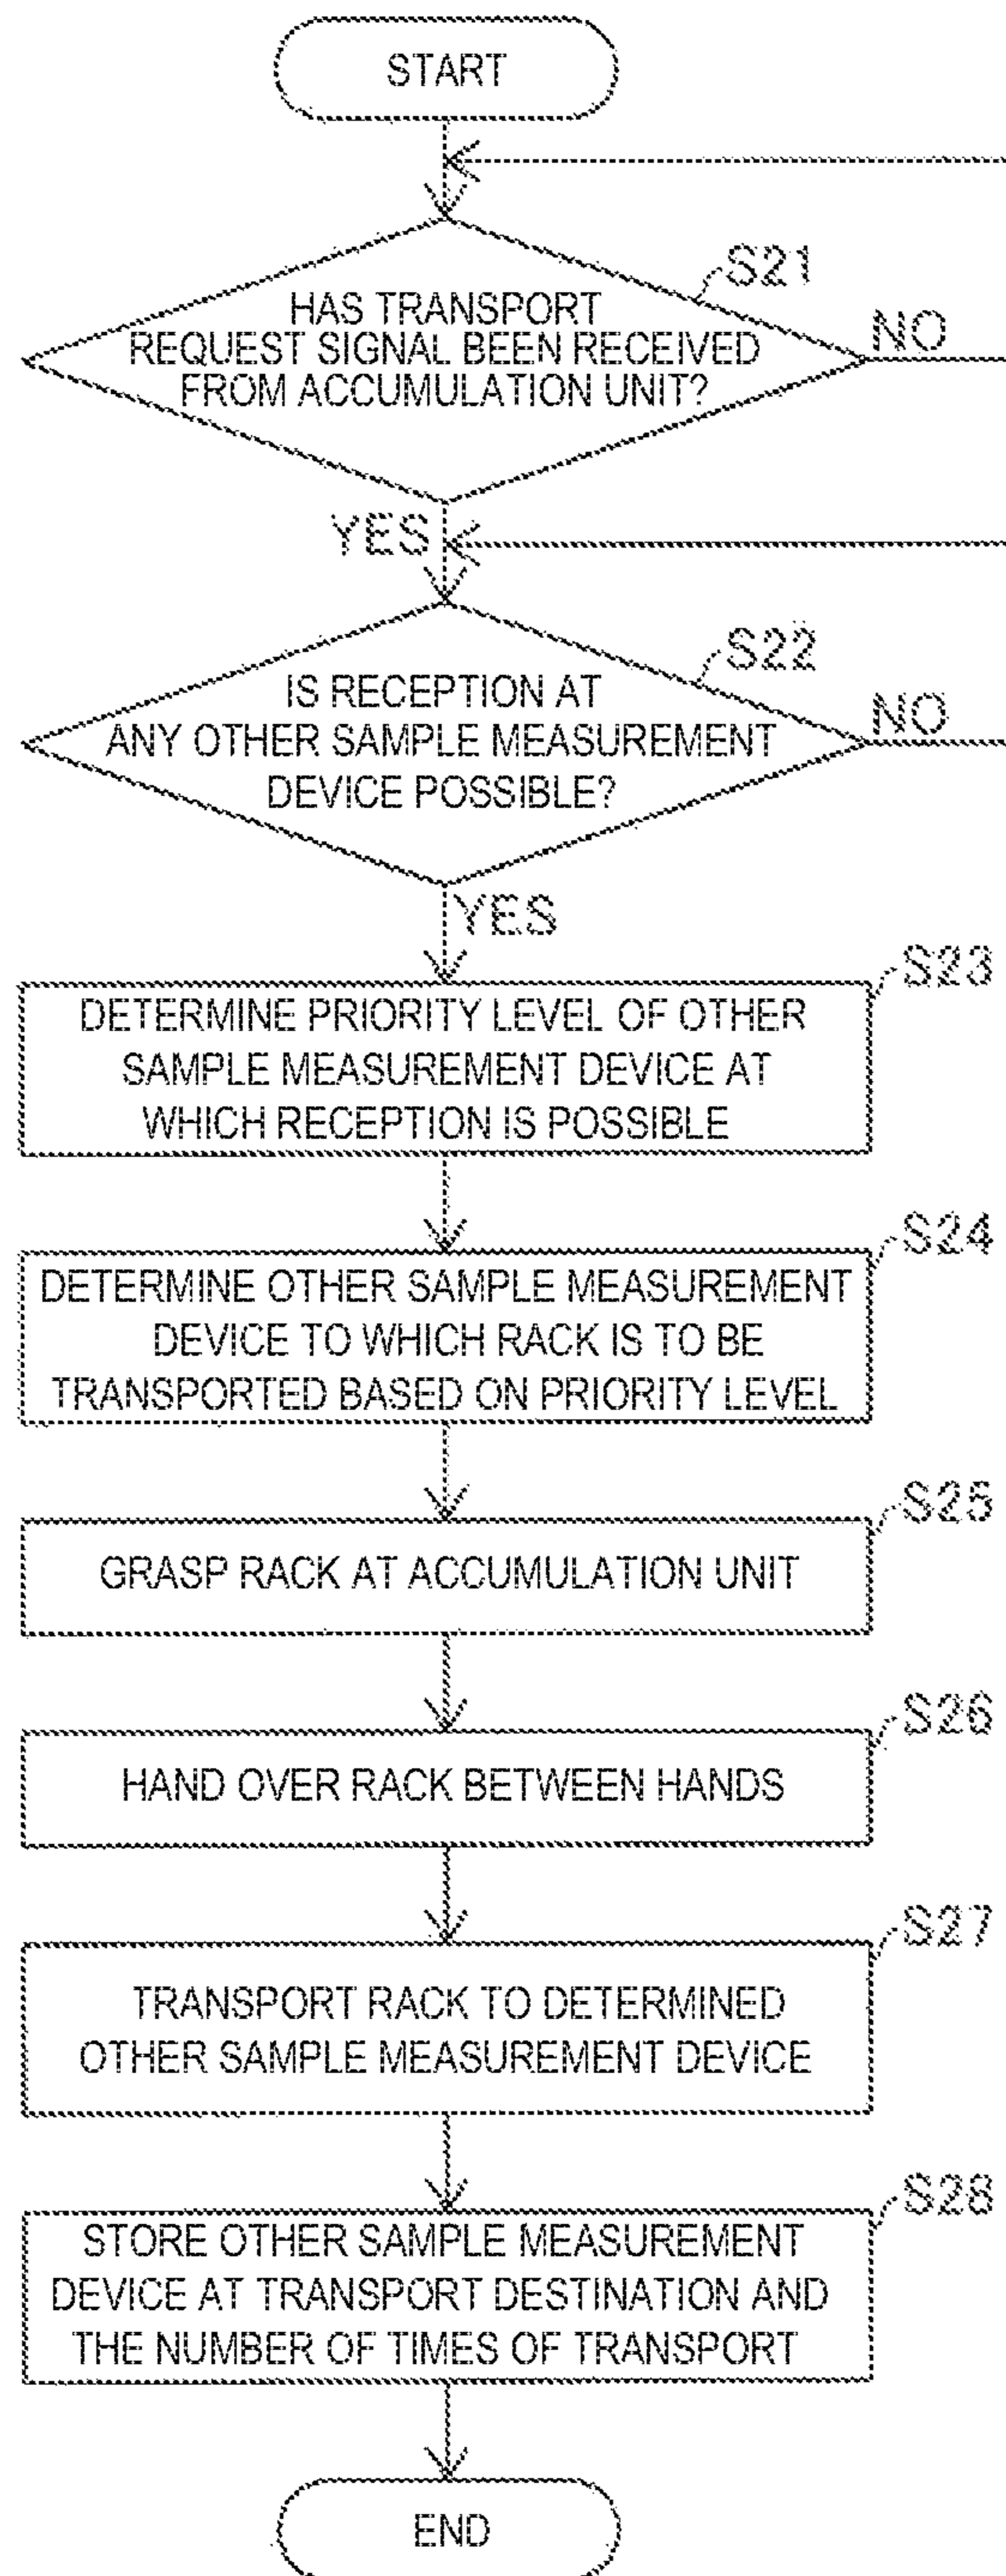 START
S21
HAS TRANSPORT
REQUEST SIGNAL BEEN RECEIVED
FROM ACCUMULATION UNIT?
NO
YES
S22
IS RECEPTION AT
ANY OTHER SAMPLE MEASUREMENT
DEVICE POSSIBLE?
NO
YES
S23
DETERMINE PRIORITY LEVEL OF OTHER
SAMPLE MEASUREMENT DEVICE AT
WHICH RECEPTION IS POSSIBLE
S24
DETERMINE OTHER SAMPLE MEASUREMENT
DEVICE TO WHICH RACK IS TO BE
TRANSPORTED BASED ON PRIORITY LEVEL
S25
GRASP RACK AT ACCUMULATION UNIT
S26
HAND OVER RACK BETWEEN HANDS
S27
TRANSPORT RACK TO DETERMINED
OTHER SAMPLE MEASUREMENT DEVICE
S28
STORE OTHER SAMPLE MEASUREMENT
DEVICE AT TRANSPORT DESTINATION AND
THE NUMBER OF TIMES OF TRANSPORT
END